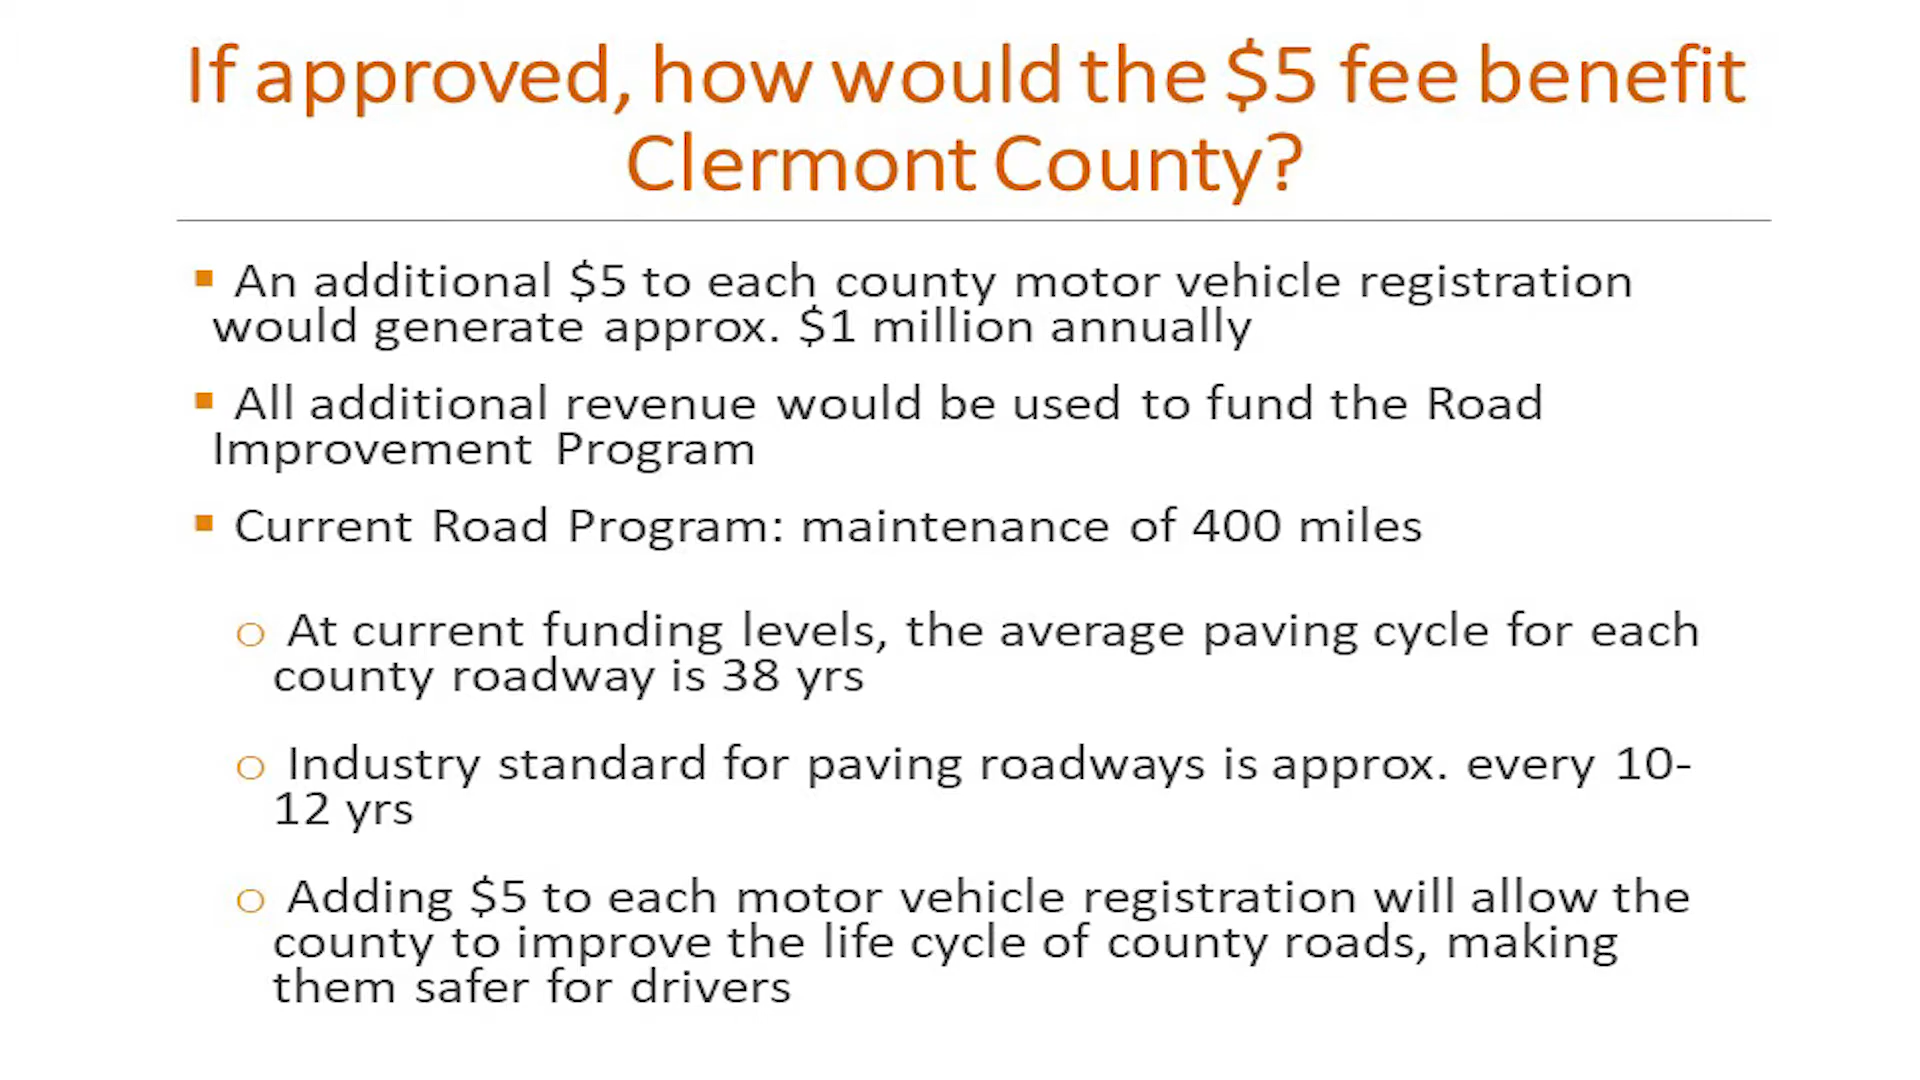 If approved, how would the $5 fee benefit
Clermont County?
▪ An additional $5 to each county motor vehicle registration
would generate approx. $1 million annually
▪ All additional revenue would be used to fund the Road
Improvement Program
▪ Current Road Program: maintenance of 400 miles
o At current funding levels, the average paving cycle for each
county roadway is 38 yrs
o Industry standard for paving roadways is approx. every 10-
12 yrs
o Adding $5 to each motor vehicle registration will allow the
county to improve the life cycle of county roads, making
them safer for drivers